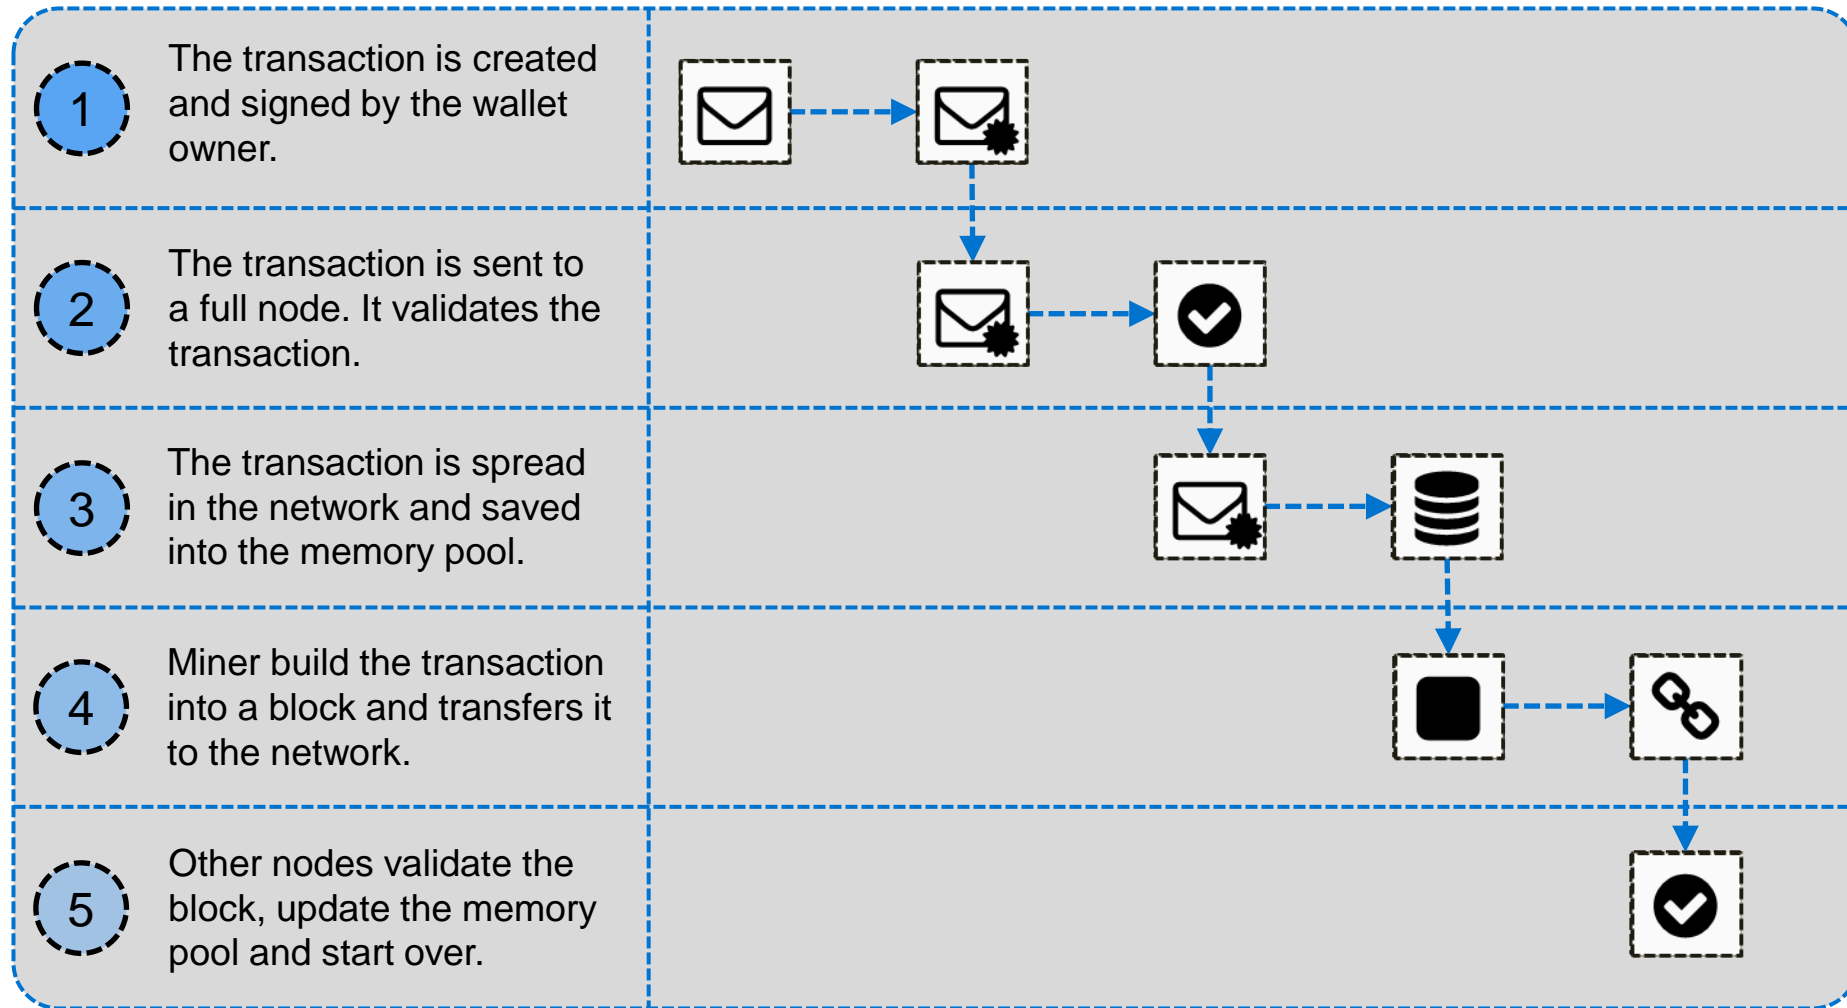 1
The transaction is created
and signed by the wallet
owner.
2
The transaction is sent to
a full node. It validates the
transaction.
3
The transaction is spread
in the network and saved
into the memory pool.
4
Miner build the transaction
into a block and transfers it
to the network.
5
Other nodes validate the
block, update the memory
pool and start over.